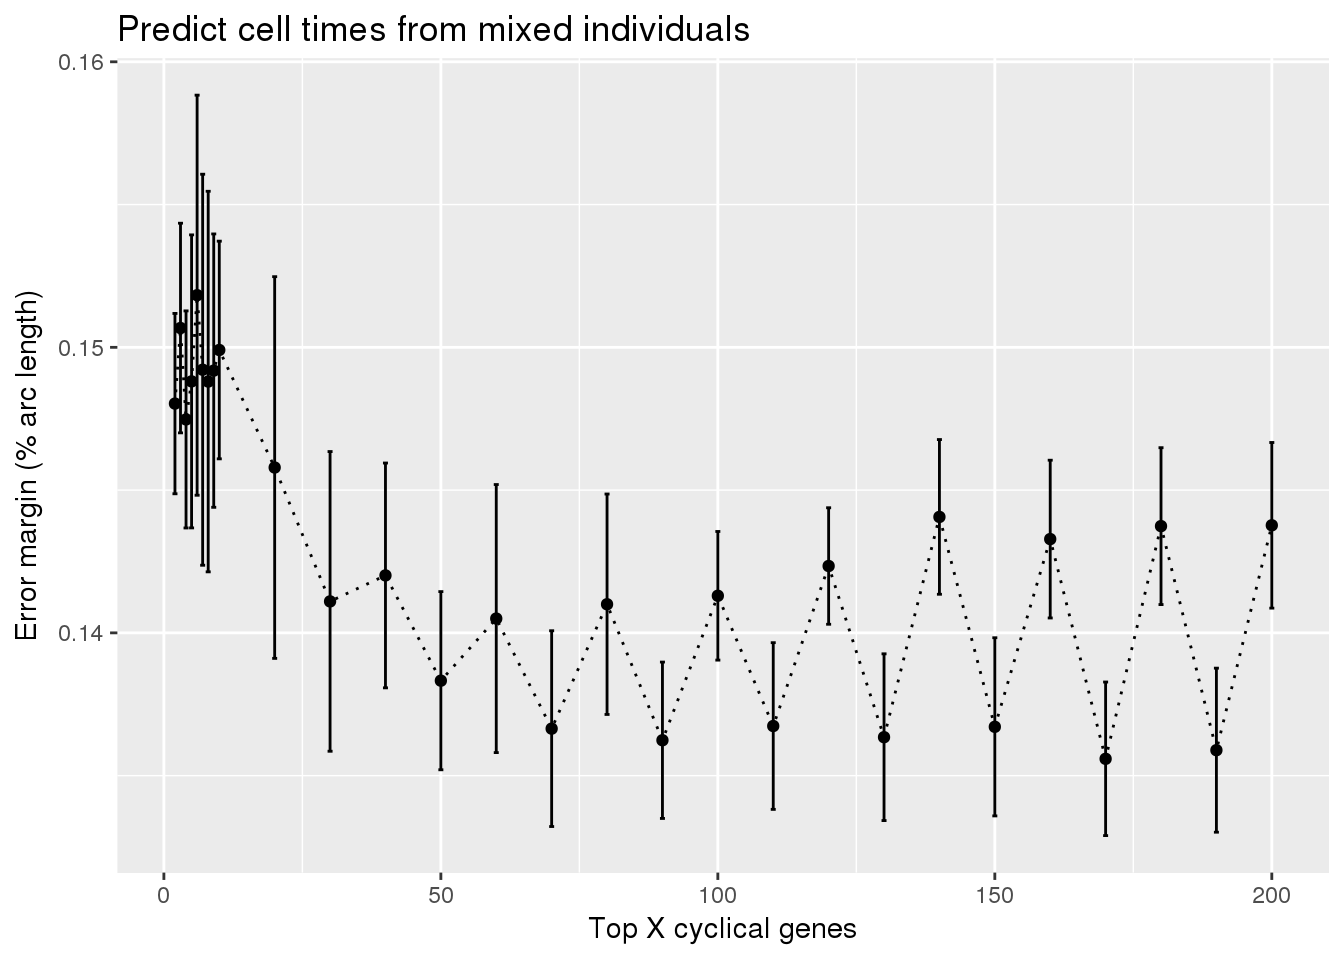 Predict cell times from mixed individuals
Error margin (% arc length)
0.16
0.15
0.14
0
50
100
150
200
Top X cyclical genes